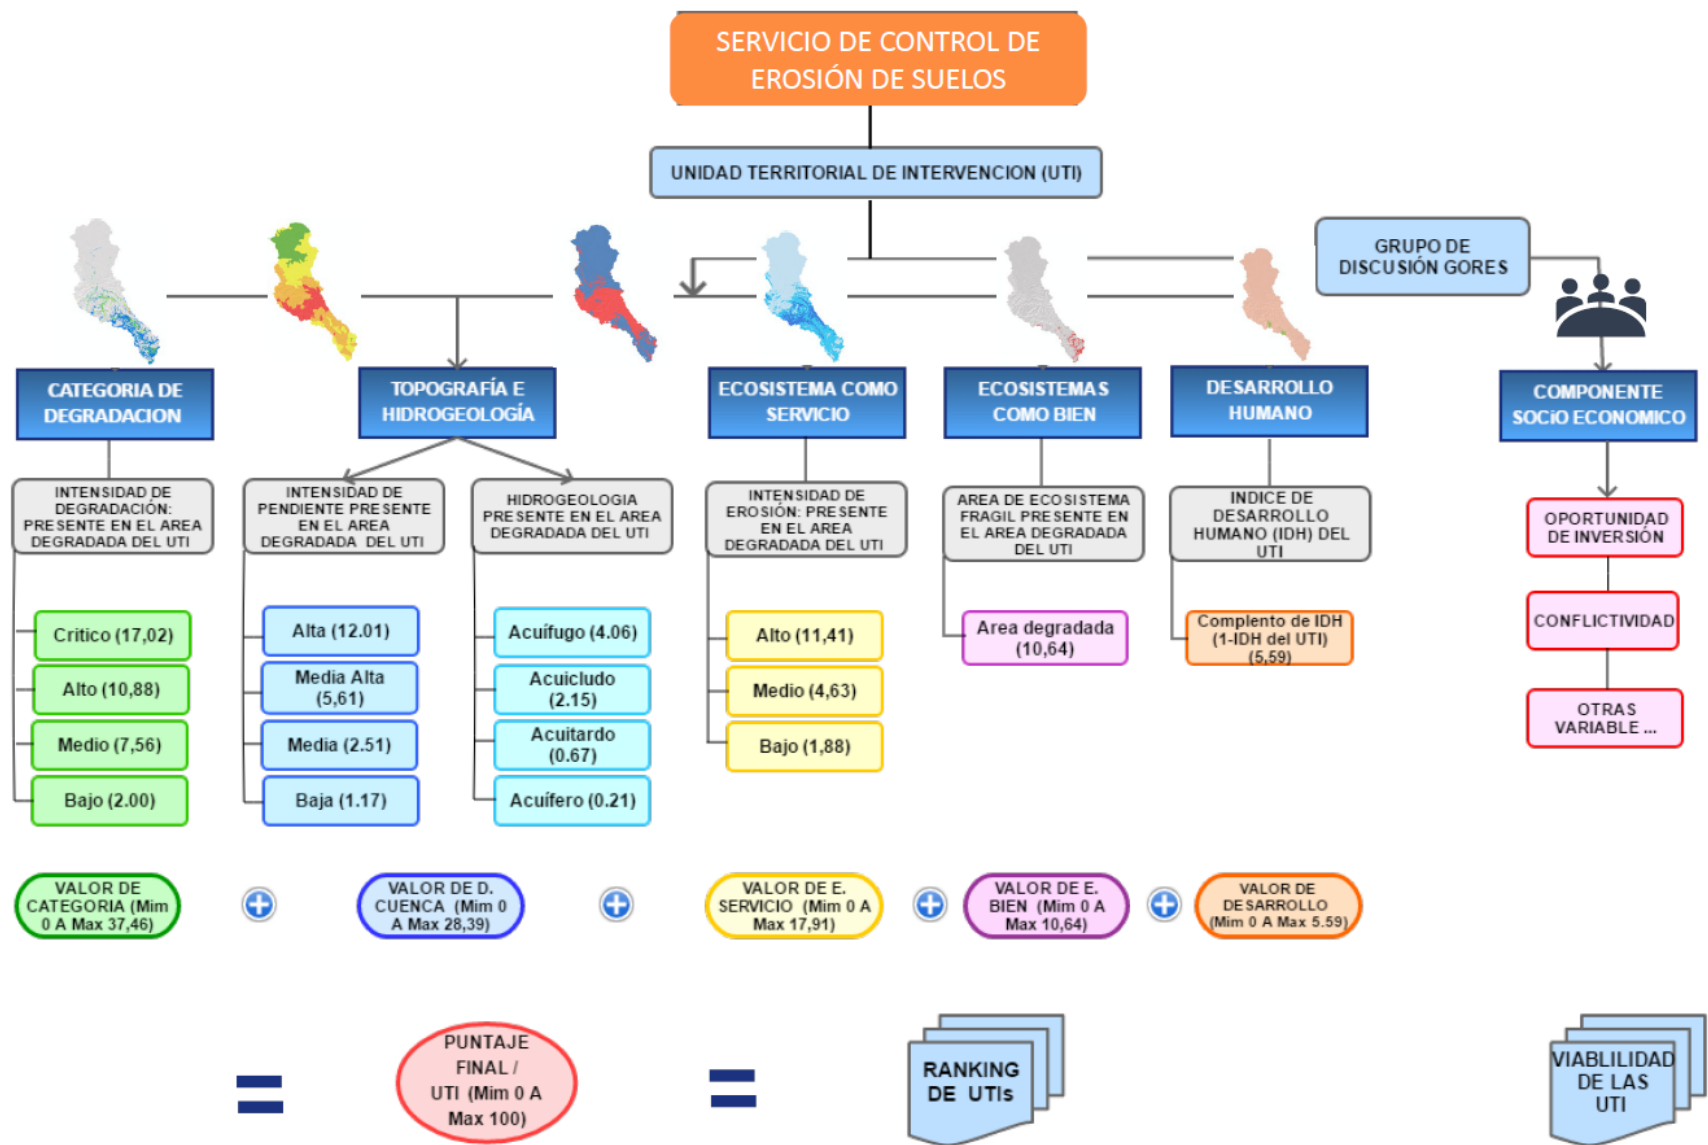 SERVICIO DE CONTROL DE
EROSIÓN DE SUELOS
UNIDAD TERRITORIAL DE INTERVENCION (UTI)
GRUPO DE
DISCUSIÓN GORES
CATEGORIA DE
DEGRADACION
TOPOGRAFÍA E
HIDROGEOLOGÍA
ECOSISTEMA COMO
SERVICIO
ECOSISTEMAS
COMO BIEN
DESARROLLO
HUMANO
COMPONENTE
SOCiO ECONOMICO
INTENSIDAD DE
DEGRADACIÓN:
PRESENTE EN EL AREA
DEGRADADA DEL UTI
INTENSIDAD DE
PENDIENTE PRESENTE
EN EL AREA
DEGRADADA DEL UTI
HIDROGEOLOGIA
PRESENTE EN EL AREA
DEGRADADA DEL UTI
INTENSIDAD DE
EROSIÓN: PRESENTE
EN EL AREA
DEGRADADA DEL UTI
AREA DE ECOSISTEMA
FRAGIL PRESENTE EN
EL AREA DEGRADADA
DEL UTI
INDICE DE
DESARROLLO
HUMANO (IDH) DEL
UTI
OPORTUNIDAD
DE INVERSIÓN
CONFLICTIVIDAD
OTRAS
VARIABLE ...
Critico (17,02)
Alto (10,88)
Medio (7,56)
Bajo (2.00)
Alta (12.01)
Media Alta
(5,61)
Media (2.51)
Baja (1.17)
Acuífugo (4.06)
Acuicludo
(2.15)
Acuitardo
(0.67)
Acuífero (0.21)
Alto (11,41)
Medio (4,63)
Bajo (1,88)
Area degradada
(10,64)
Complento de IDH
(1-IDH del UTI)
(5,59)
VALOR DE
CATEGORIA (Mim
0 A Max 37,46)
VALOR DE D.
CUENCA (Mim 0
A Max 28,39)
VALOR DE E.
SERVICIO (Mim 0 A
Max 17,91)
VALOR DE E.
BIEN (Mim 0 A
Max 10,64)
VALOR DE
DESARROLLO
(Mim 0 A Max 5.59)
PUNTAJE
FINAL /
UTI (Mim 0 A
Max 100)
RANKING
DE UTIs
VIABLILIDAD
DE LAS
UTI